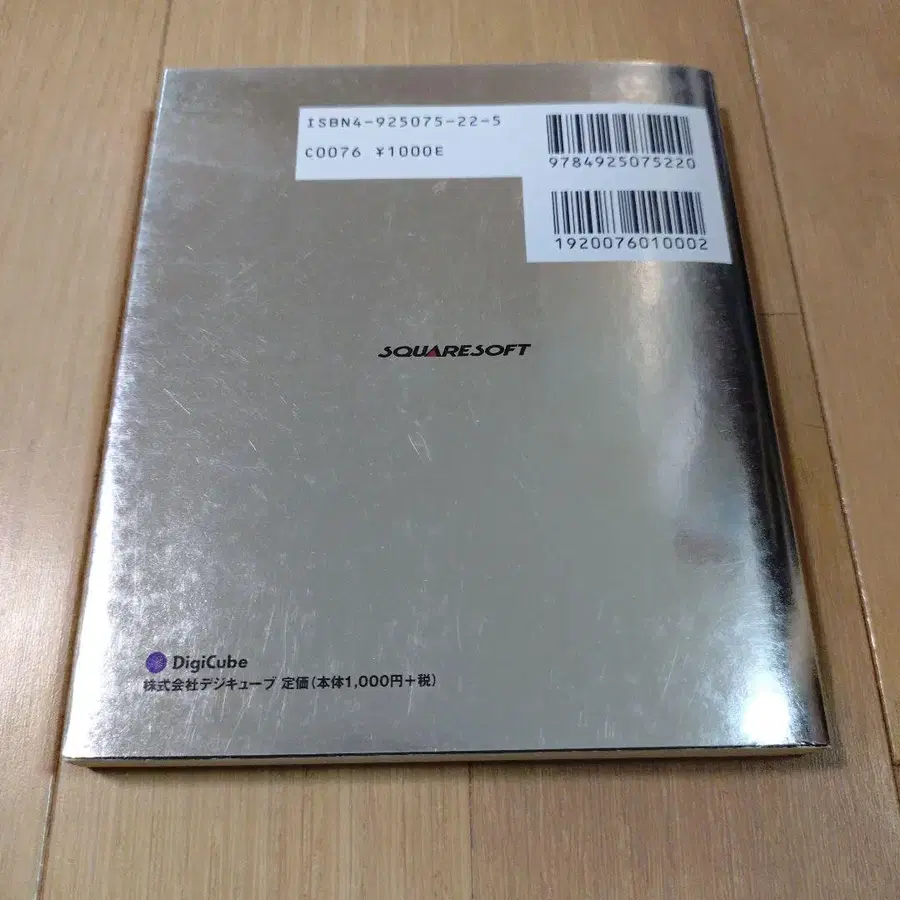 ISBN4-925075-22-5
C0076 ¥1000E
9784925075220
1920076010002
SQUARESOFT
DigiCube
株式会社デジキューブ 定価(本体1,000円+税)